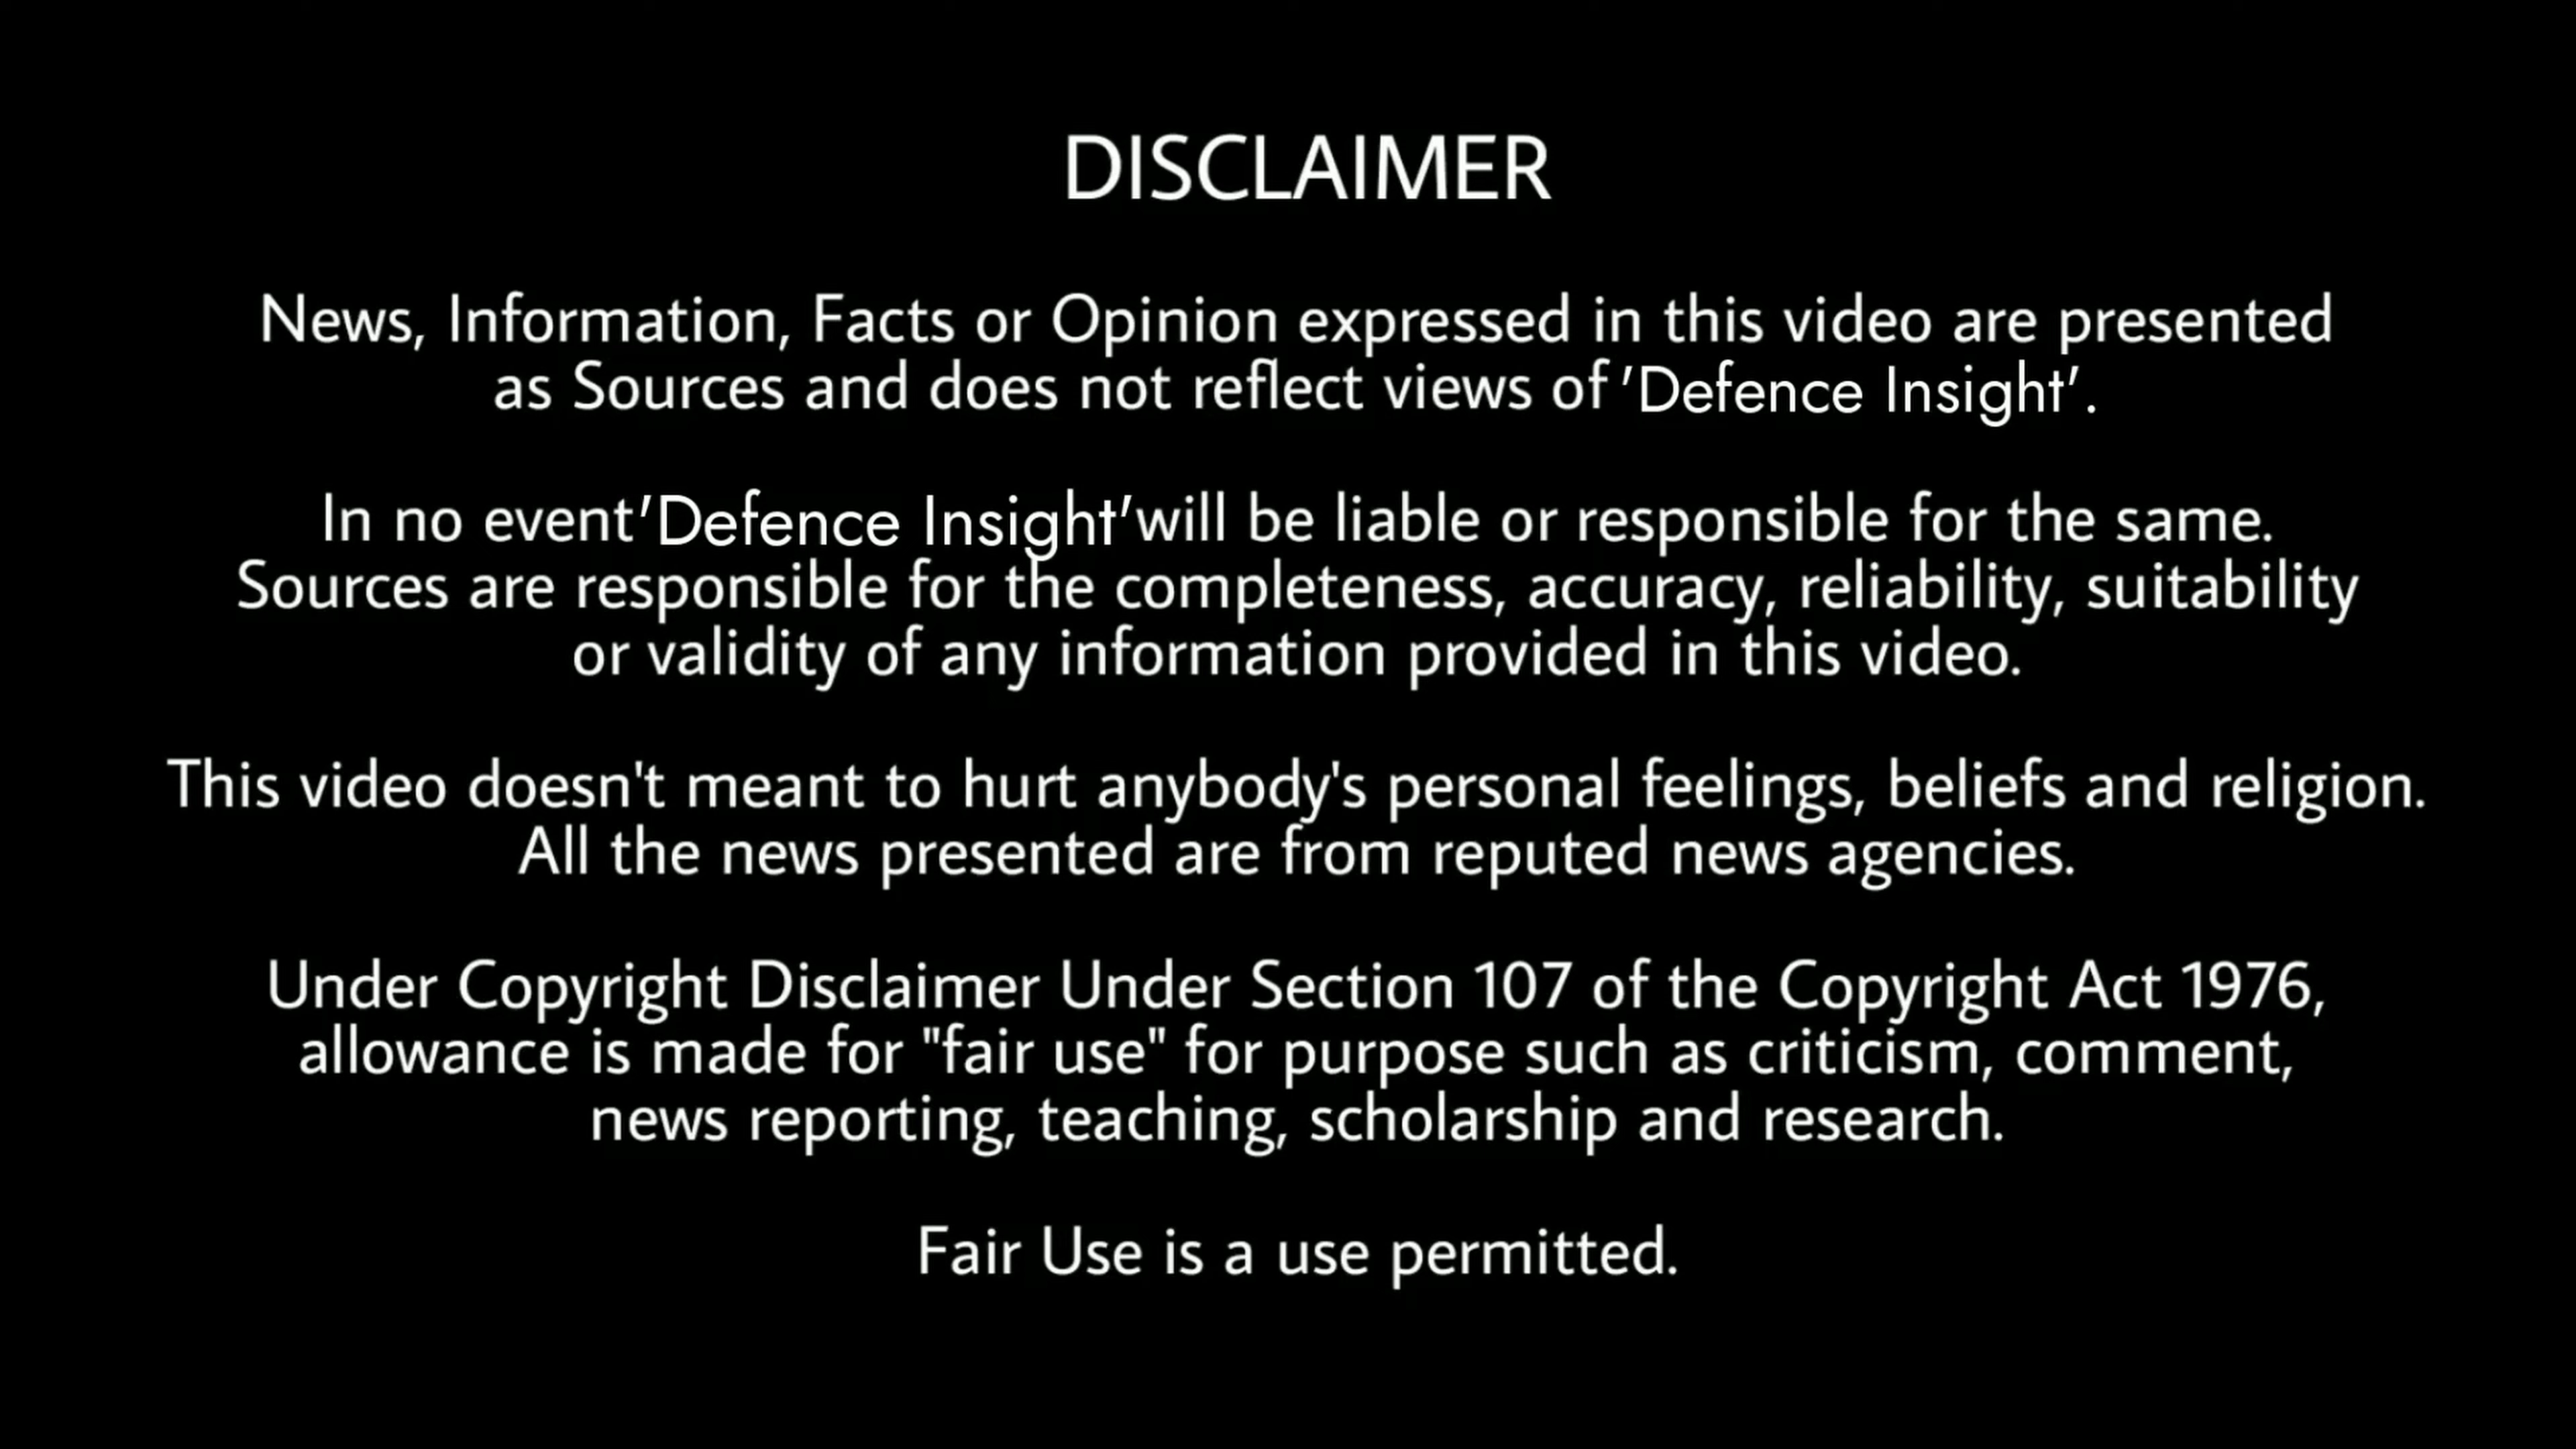 DISCLAIMER
News, Information, Facts or Opinion expressed in this video are presented
as Sources and does not reflect views of 'Defence Insight'.
In no event 'Defence Insight' will be liable or responsible for the same.
Sources are responsible for the completeness, accuracy, reliability, suitability
or validity of any information provided in this video.
This video doesn't meant to hurt anybody's personal feelings, beliefs and religion.
All the news presented are from reputed news agencies.
Under Copyright Disclaimer Under Section 107 of the Copyright Act 1976,
allowance is made for "fair use" for purpose such as criticism, comment,
news reporting, teaching, scholarship and research.
Fair Use is a use permitted.